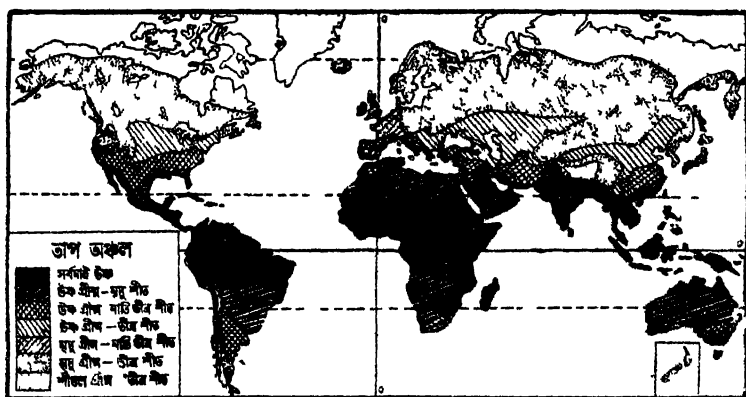 তাপ অঞ্চল
সর্বদাই উষ্ণ
উষ্ণ গ্রীষ্ম – মৃদু শীত
উষ্ণ গ্রীষ্ম নাতি তীব্র শীত
উষ্ণ গ্রীষ্ম – তীব্র শীত
মৃদু গ্রীষ্ম – নাতি তীব্র শীত
মৃদু গ্রীষ্ম – তীব্র শীত
শীতল গ্রীষ্ম তীব্র শীত